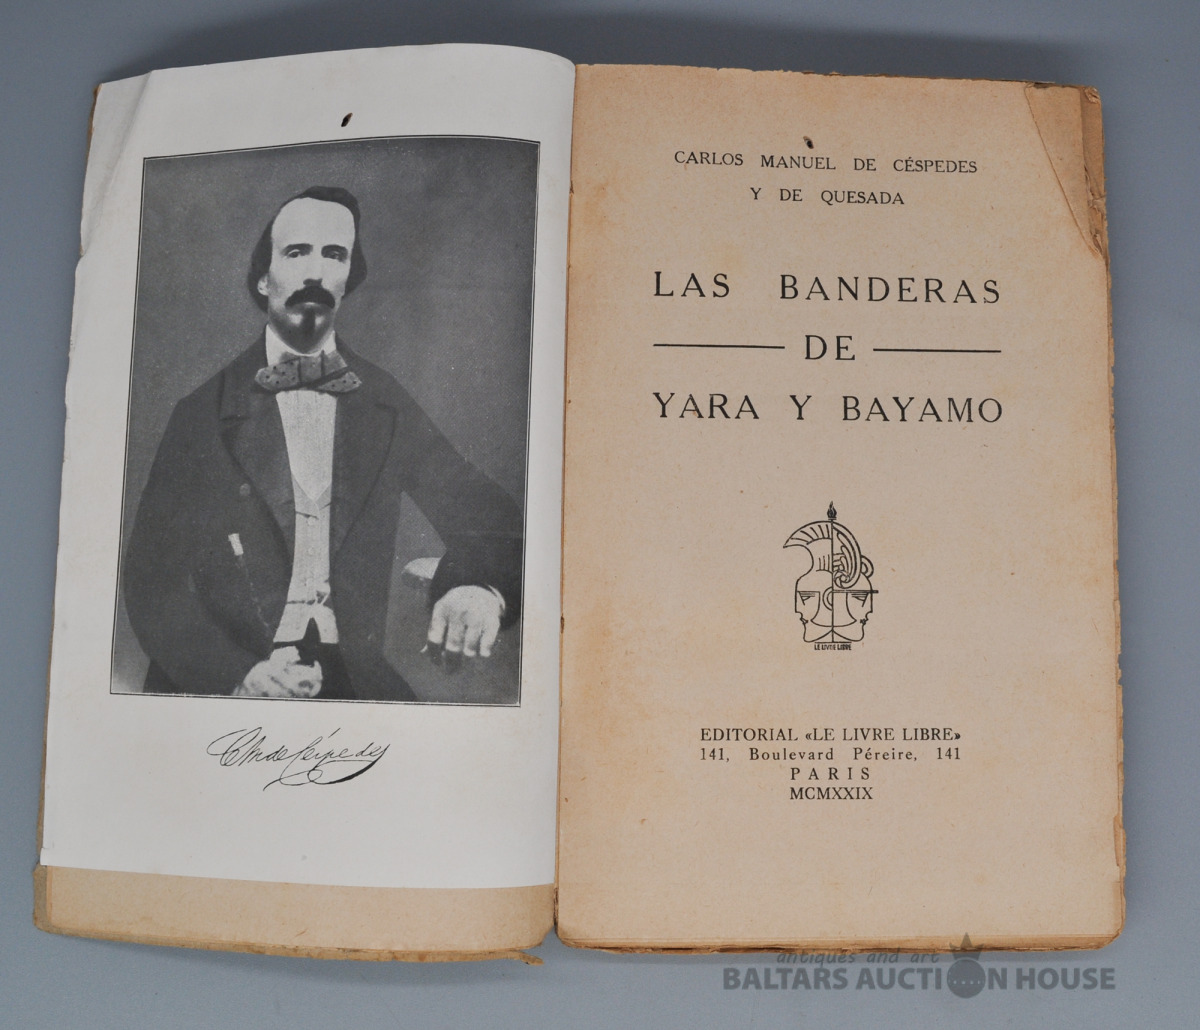 CMdeCéspedes
CARLOS MANUEL DE CÉSPEDES
Y DE QUESADA
LAS BANDERAS
DE
YARA Y BAYAMO
LE LIVRE LIBRE
EDITORIAL «LE LIVRE LIBRE»
141, Boulevard Péreire, 141
PARIS
MCMXXIX
antiques and art
BALTARS AUCTION HOUSE